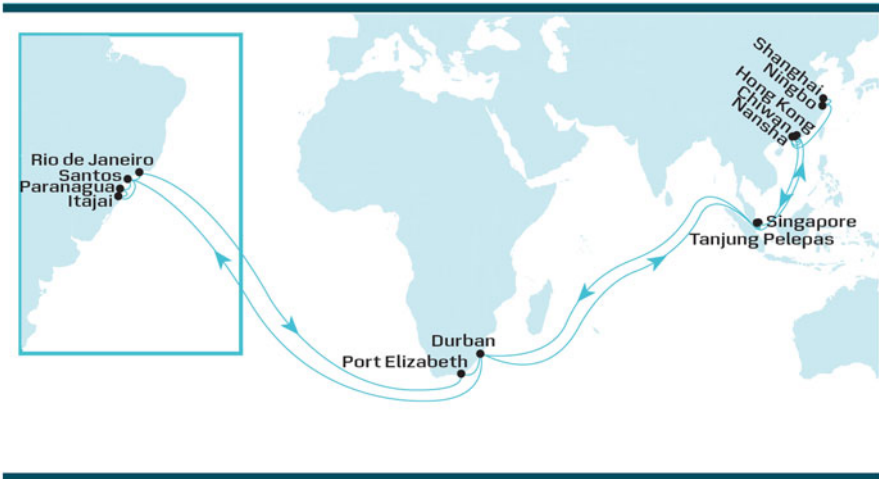 Rio de Janeiro
Santos
Paranagua
Itajai
Port Elizabeth
Durban
Shanghai
Ningbo
Hong Kong
Chiwan
Nansha
Singapore
Tanjung Pelepas